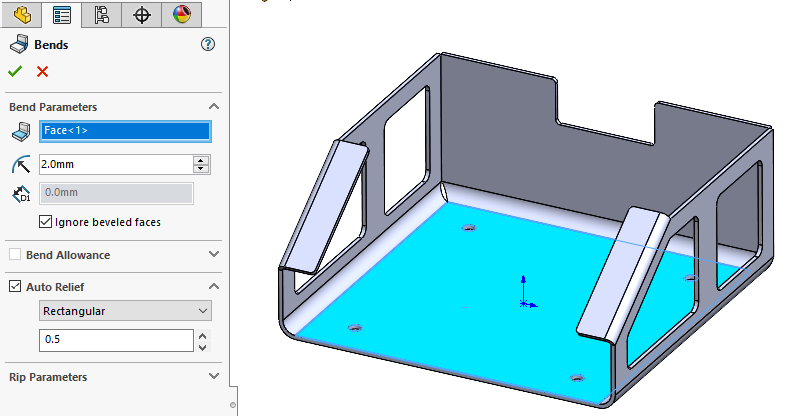 Bends
Bend Parameters
Face<1>
2.0mm
0.0mm
Ignore beveled faces
Bend Allowance
Auto Relief
Rectangular
0.5
Rip Parameters